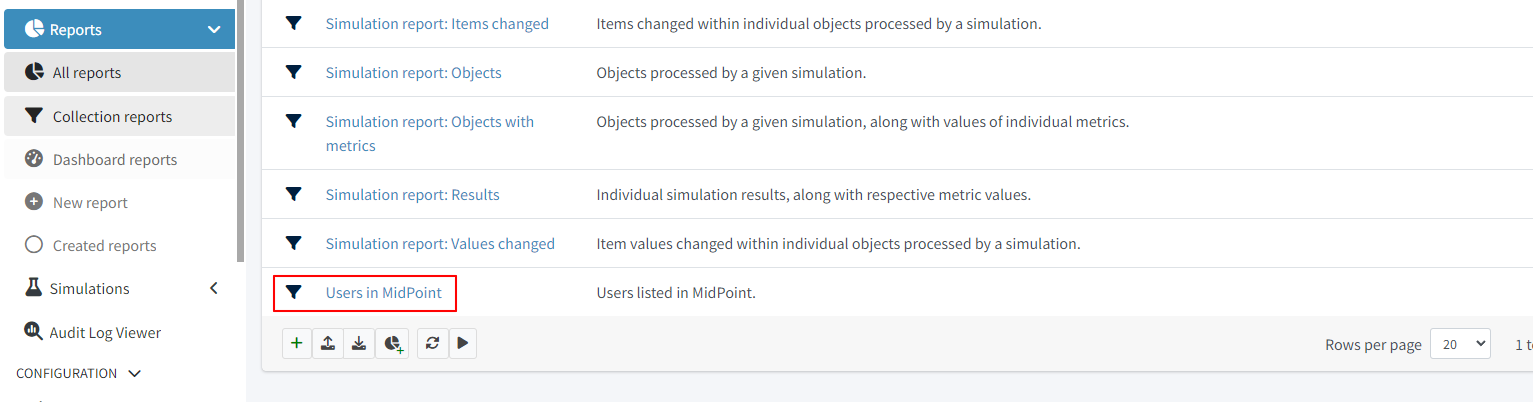 Reports
All reports
Collection reports
Dashboard reports
New report
Created reports
Simulations
Audit Log Viewer
CONFIGURATION
Simulation report: Items changed
Items changed within individual objects processed by a simulation.
Simulation report: Objects
Objects processed by a given simulation.
Simulation report: Objects with
metrics
Objects processed by a given simulation, along with values of individual metrics.
Simulation report: Results
Individual simulation results, along with respective metric values.
Simulation report: Values changed
Item values changed within individual objects processed by a simulation.
Users in MidPoint
Users listed in MidPoint.
Rows per page
20
1